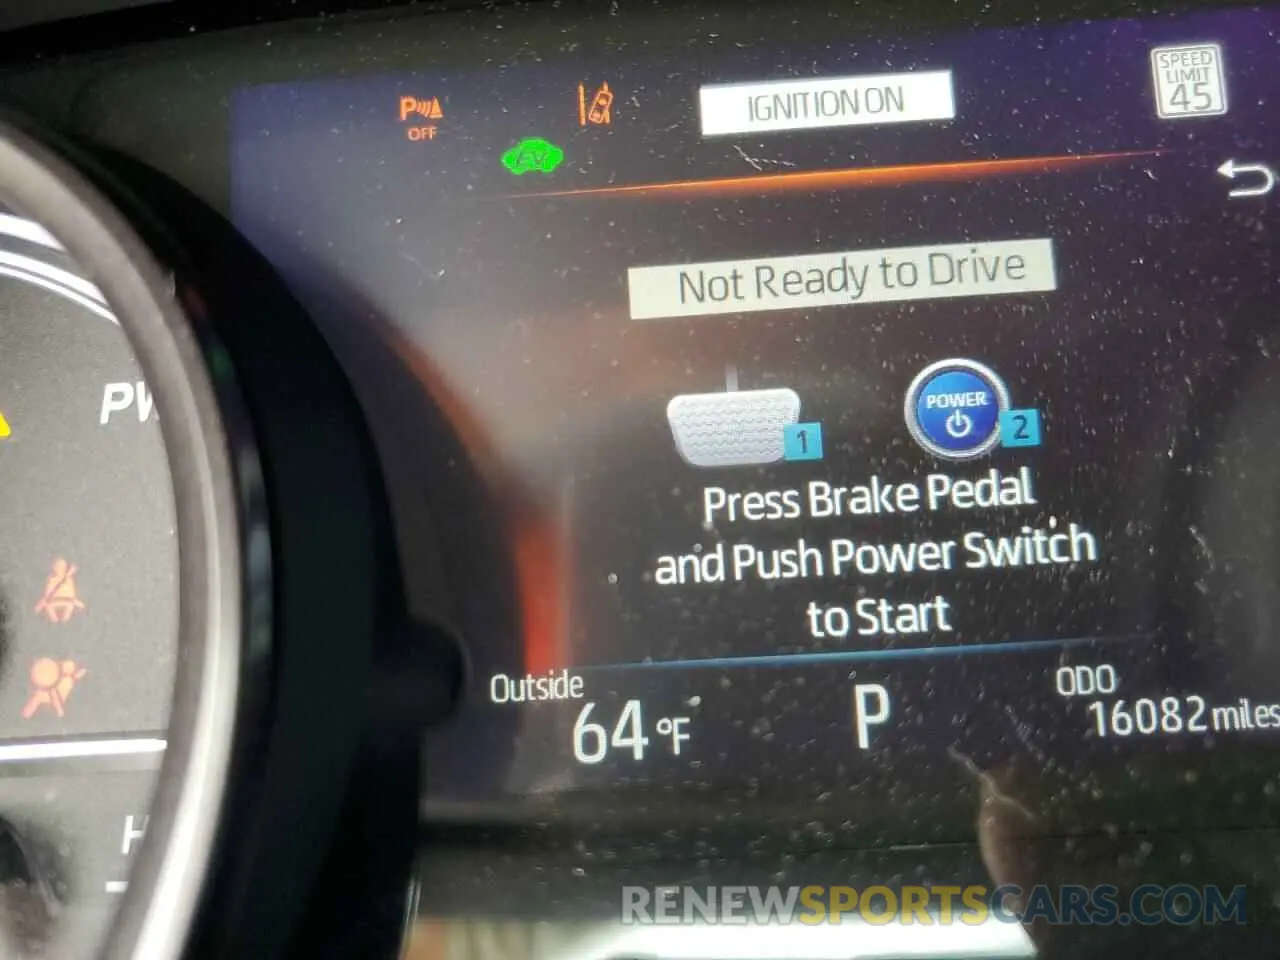 P
OFF
EV
IGNITION ON
SPEED
LIMIT
45
Not Ready to Drive
POWER
1
2
Press Brake Pedal
and Push Power Switch
to Start
Outside
64°F
P
ODO
16082 miles
H
RENEWSPORTSCARS.COM